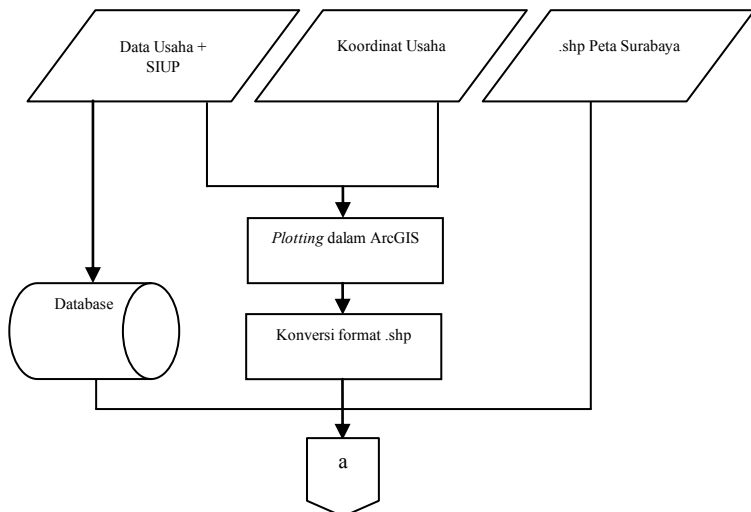 Data Usaha +
SIUP
Koordinat Usaha
.shp Peta Surabaya
Plotting dalam ArcGIS
Database
Konversi format .shp
a